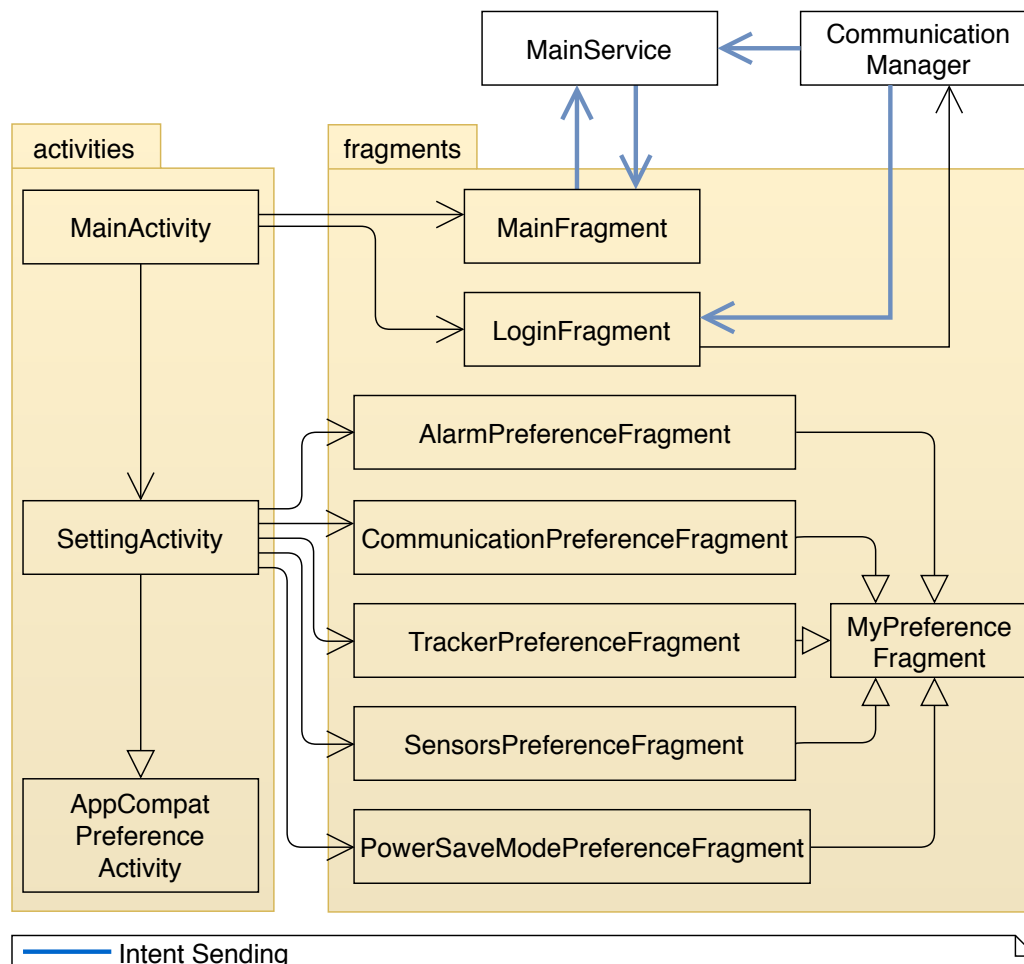 MainService
Communication
Manager
activities
fragments
MainActivity
MainFragment
LoginFragment
AlarmPreferenceFragment
SettingActivity
CommunicationPreferenceFragment
TrackerPreferenceFragment
MyPreference
Fragment
SensorsPreferenceFragment
AppCompat
Preference
Activity
PowerSaveModePreferenceFragment
Intent Sending